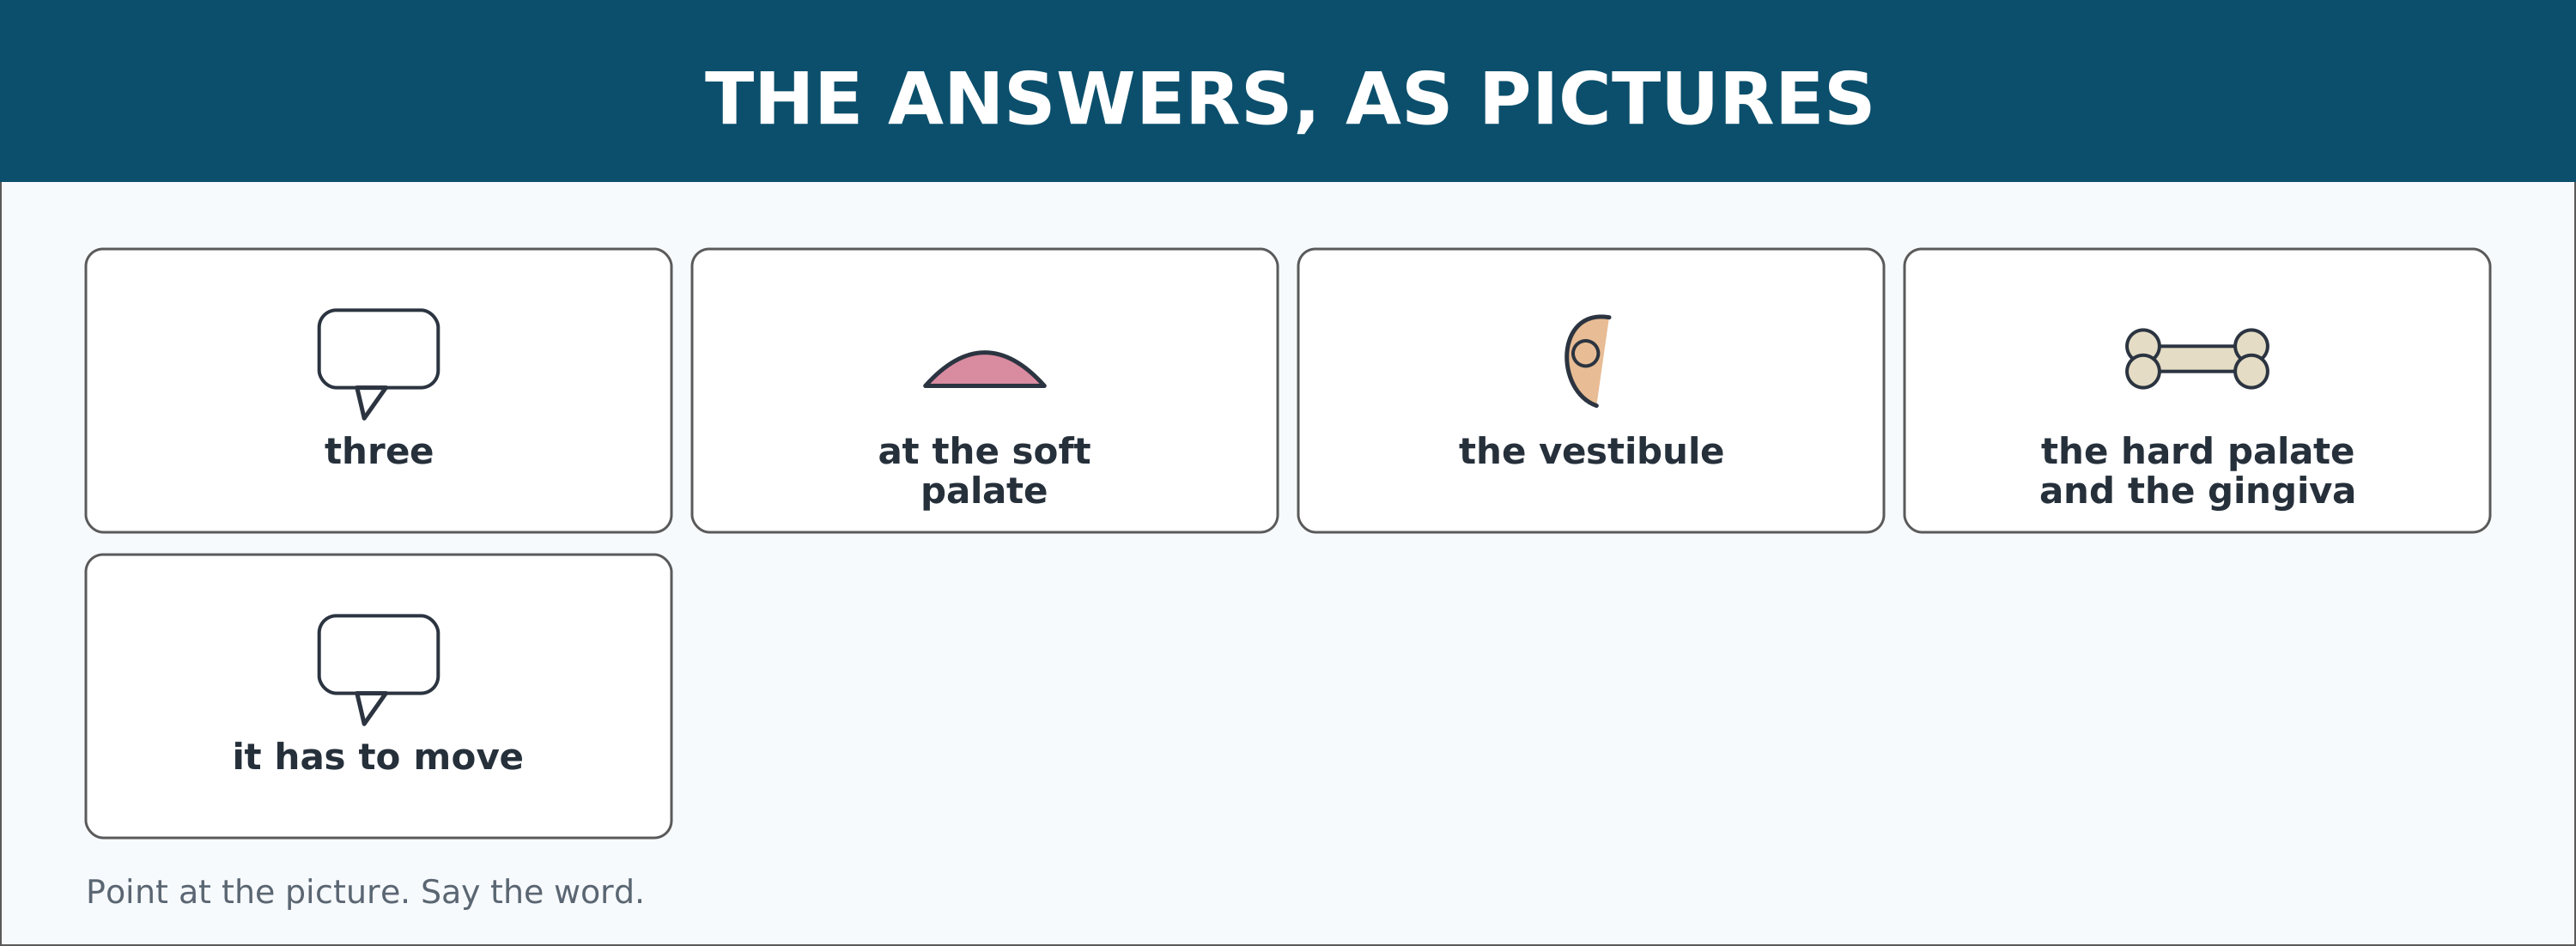 THE ANSWERS, AS PICTURES
three
at the soft
palate
the vestibule
the hard palate
and the gingiva
it has to move
Point at the picture. Say the word.